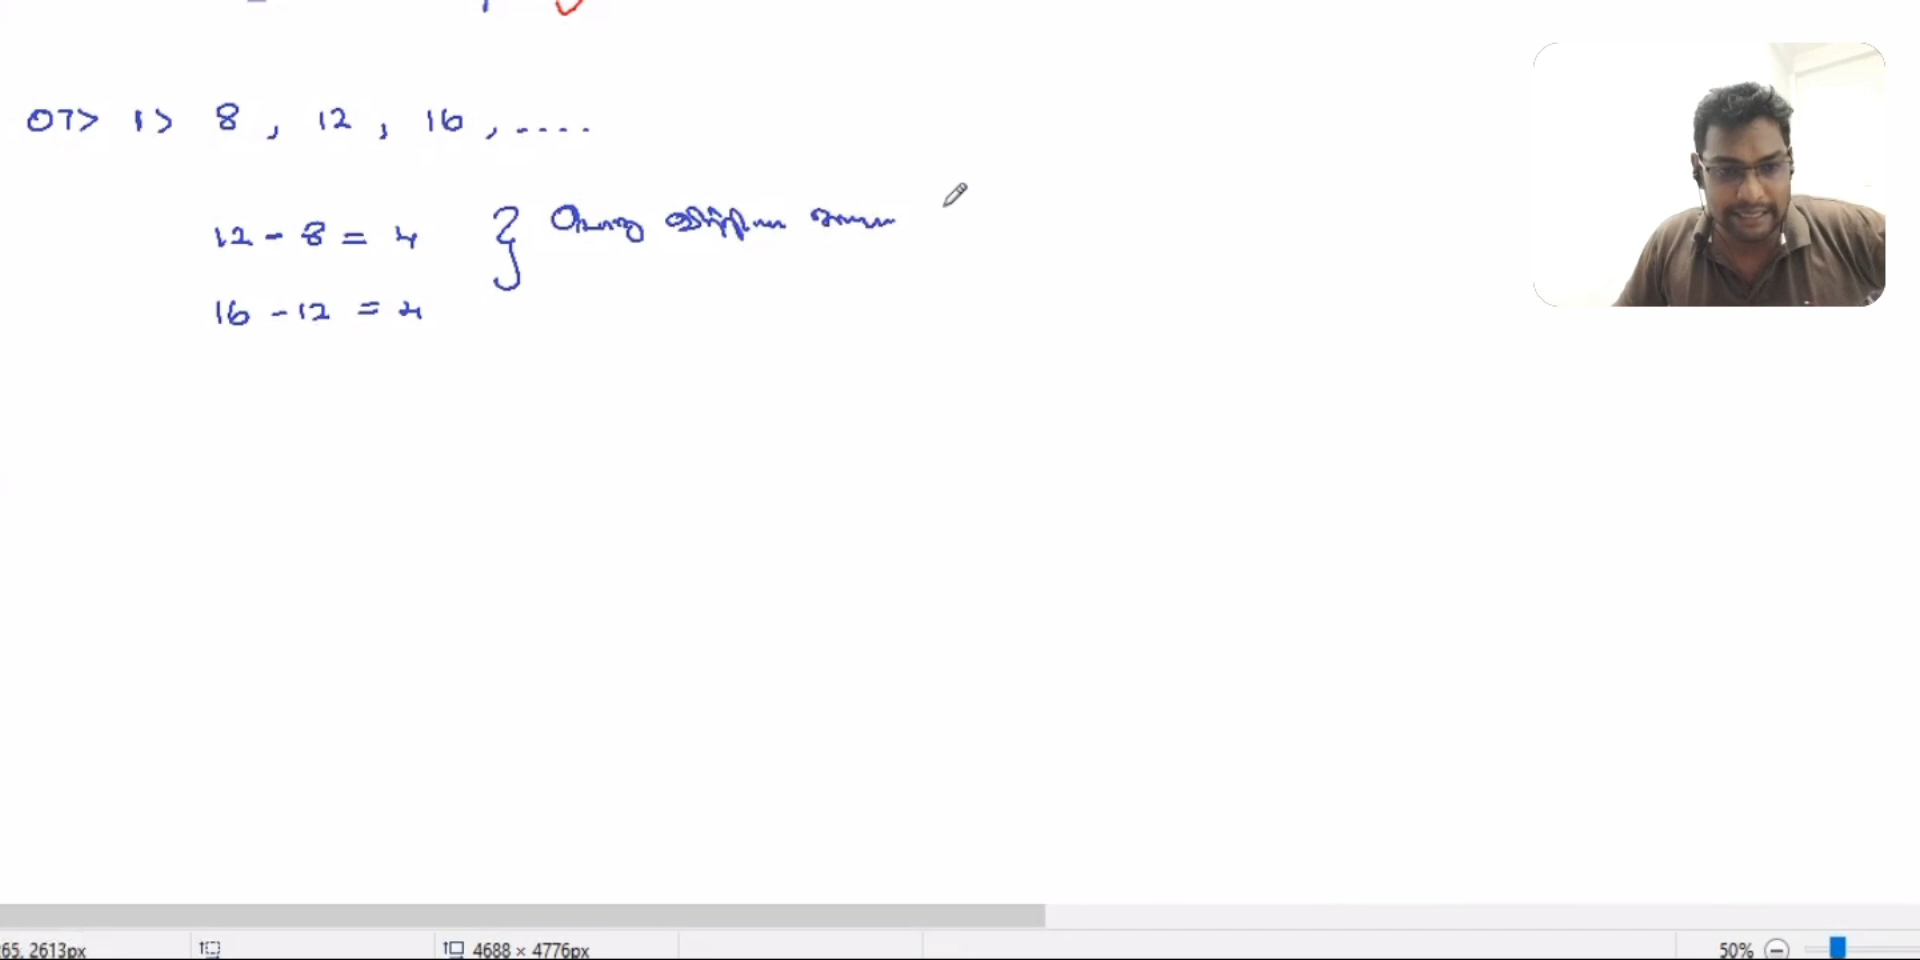 07> 1> 8 , 12 , 16 , ....
12 - 8 = 4 }
16 - 12 = 4
65, 2613px 4688 × 4776px 50%